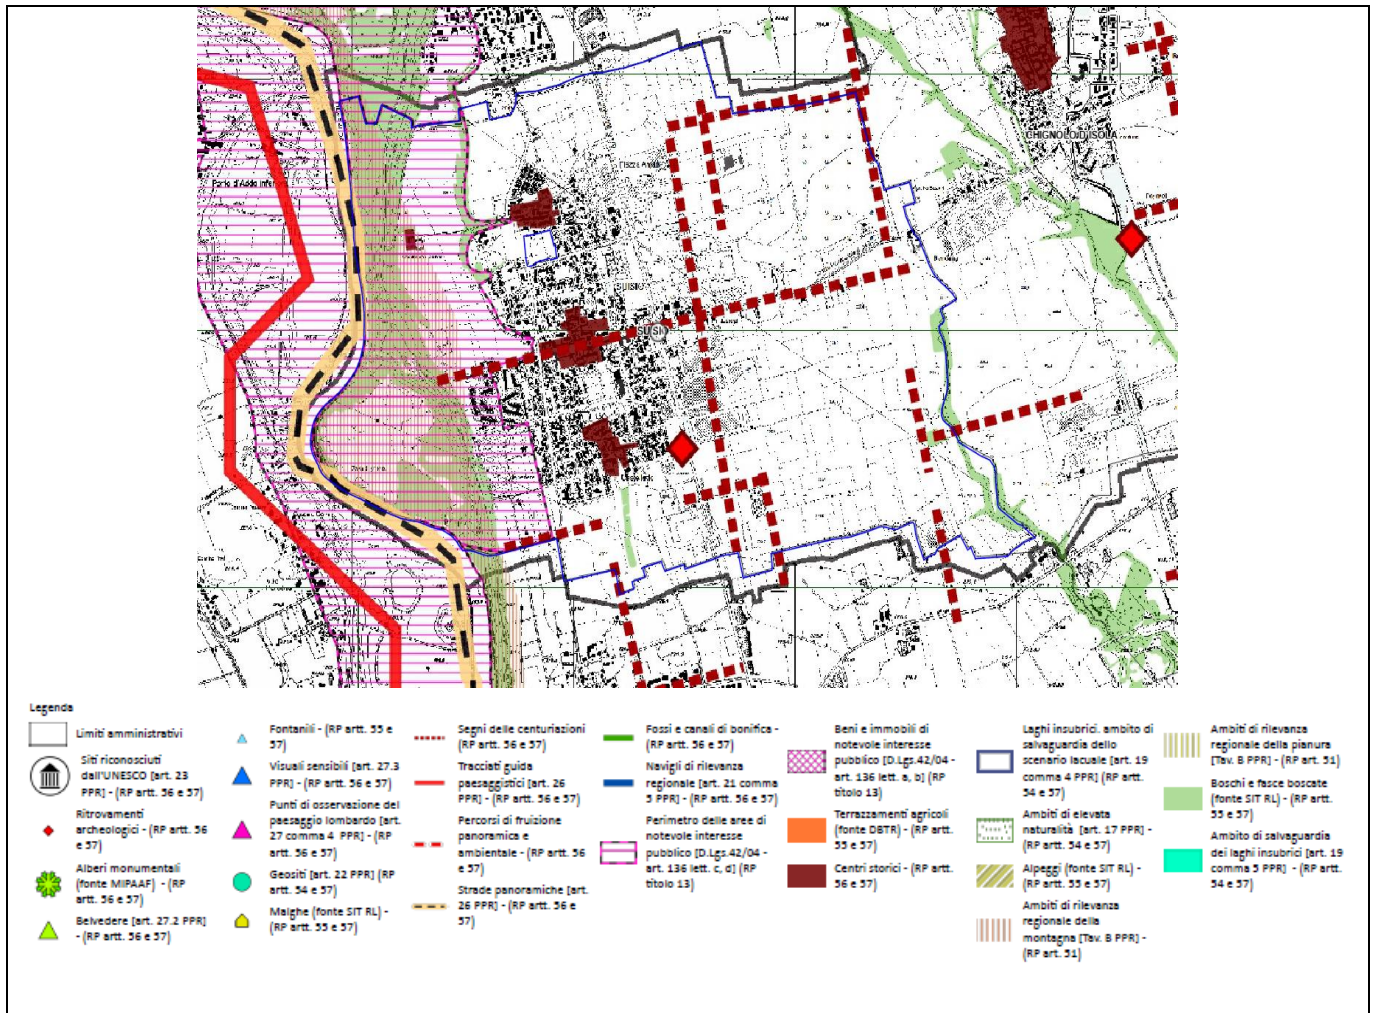 CHIGNOLO D'ISOLA
Parco d'Adda
SUISIO
SUISIO
Legenda
Limiti amministrativi
Siti riconosciuti
dall'UNESCO [art. 23
PPR] - (RP artt. 56 e 57)
Ritrovamenti
archeologici - (RP artt. 56
e 57)
Alberi monumentali
(fonte MIPAAF) - (RP
artt. 56 e 57)
Belvedere [art. 27.2 PPR]
- (RP artt. 56 e 57)
Fontanili - (RP artt. 55 e
57)
Visuali sensibili [art. 27.3
PPR] - (RP artt. 56 e 57)
Punti di osservazione del
paesaggio lombardo [art.
27 comma 4 PPR] - (RP
artt. 56 e 57)
Geositi [art. 22 PPR] (RP
artt. 54 e 57)
Malghe (fonte SIT RL) -
(RP artt. 55 e 57)
Segni delle centuriazioni
(RP artt. 56 e 57)
Tracciati guida
paesaggistici [art. 26
PPR] - (RP artt. 56 e 57)
Percorsi di fruizione
panoramica e
ambientale - (RP artt. 56
e 57)
Strade panoramiche [art.
26 PPR] - (RP artt. 56 e
57)
Fossi e canali di bonifica -
(RP artt. 56 e 57)
Navigli di rilevanza
regionale [art. 21 comma
5 PPR] - (RP artt. 56 e 57)
Perimetro delle aree di
notevole interesse
pubblico [D.Lgs.42/04 -
art. 136 lett. c, d] (RP
titolo 13)
Beni e immobili di
notevole interesse
pubblico [D.Lgs.42/04 -
art. 136 lett. a, b] (RP
titolo 13)
Terrazzamenti agricoli
(fonte DBTR) - (RP artt.
55 e 57)
Centri storici - (RP artt.
56 e 57)
Laghi insubrici. ambito di
salvaguardia dello
scenario lacuale [art. 19
comma 4 PPR] (RP artt.
54 e 57)
Ambiti di elevata
naturalità [art. 17 PPR] -
(RP artt. 54 e 57)
Alpeggi (fonte SIT RL) -
(RP artt. 55 e 57)
Ambiti di rilevanza
regionale della
montagna [Tav. B PPR] -
(RP art. 51)
Ambiti di rilevanza
regionale della pianura
[Tav. B PPR] - (RP art. 51)
Boschi e fasce boscate
(fonte SIT RL) - (RP artt.
55 e 57)
Ambito di salvaguardia
dei laghi insubrici [art. 19
comma 5 PPR] - (RP artt.
54 e 57)